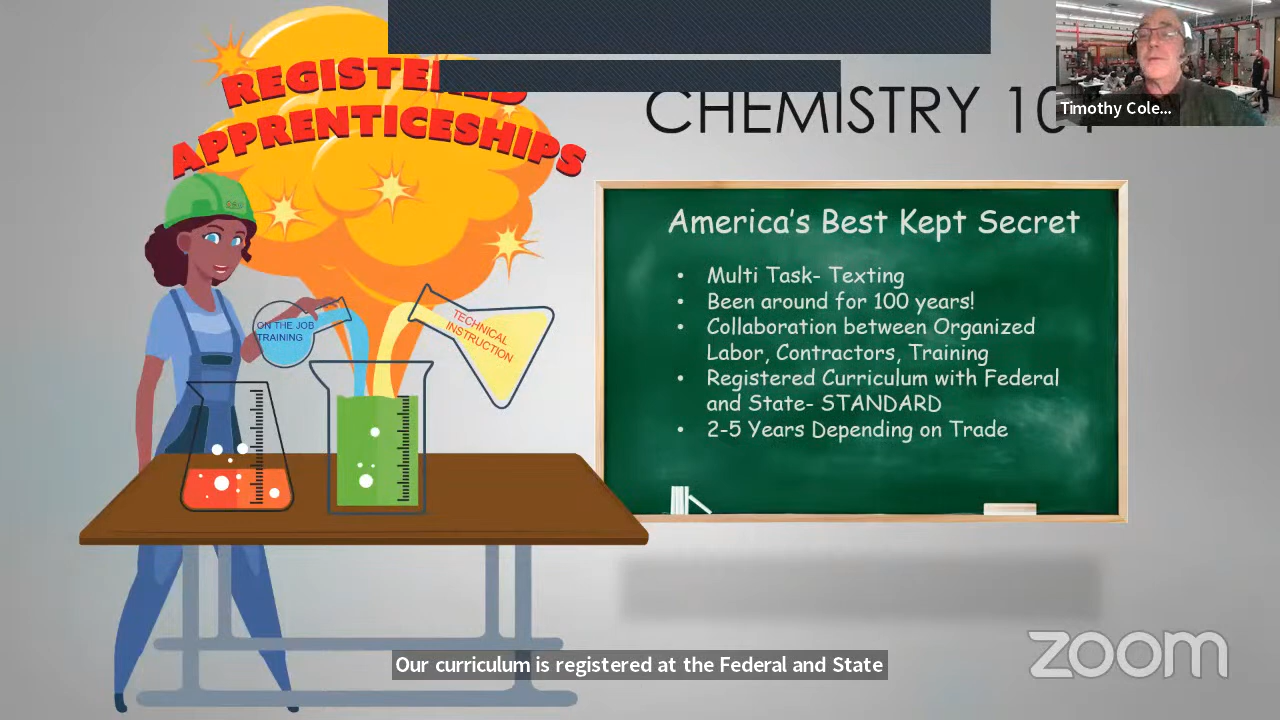 REGISTERED
APPRENTICESHIPS
CHEMISTRY 101
Timothy Cole...
America's Best Kept Secret
• Multi Task- Texting
• Been around for 100 years!
• Collaboration between Organized
Labor, Contractors, Training
• Registered Curriculum with Federal
and State- STANDARD
• 2-5 Years Depending on Trade
ON THE JOB
TRAINING
TECHNICAL
INSTRUCTION
Our curriculum is registered at the Federal and State
zoom